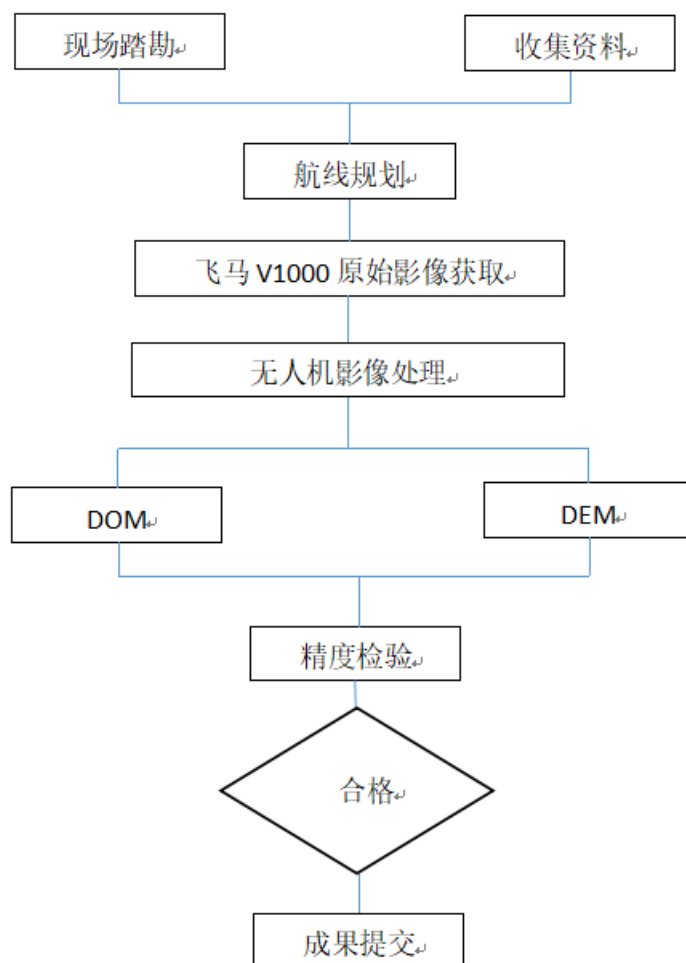 现场踏勘
收集资料
航线规划
飞马 V1000 原始影像获取
无人机影像处理
DOM
DEM
精度检验
合格
成果提交